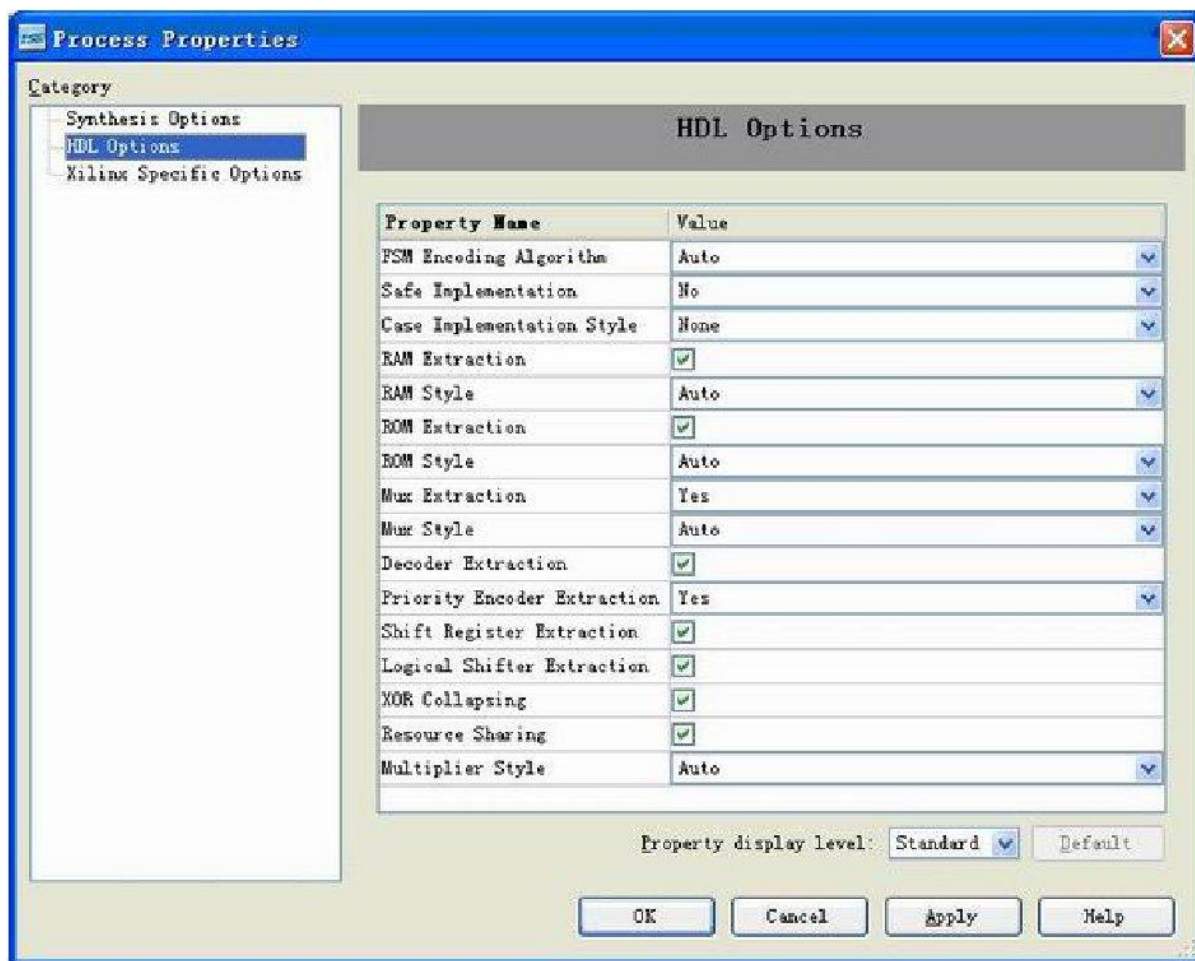 Process Properties
Category
Synthesis Options
HDL Options
Xilinx Specific Options
HDL Options
Property Name Value
FSM Encoding Algorithm Auto
Safe Implementation No
Case Implementation Style None
RAM Extraction
RAM Style Auto
ROM Extraction
ROM Style Auto
Mux Extraction Yes
Mux Style Auto
Decoder Extraction
Priority Encoder Extraction Yes
Shift Register Extraction
Logical Shifter Extraction
XOR Collapsing
Resource Sharing
Multiplier Style Auto
Property display level: Standard Default
OK Cancel Apply Help